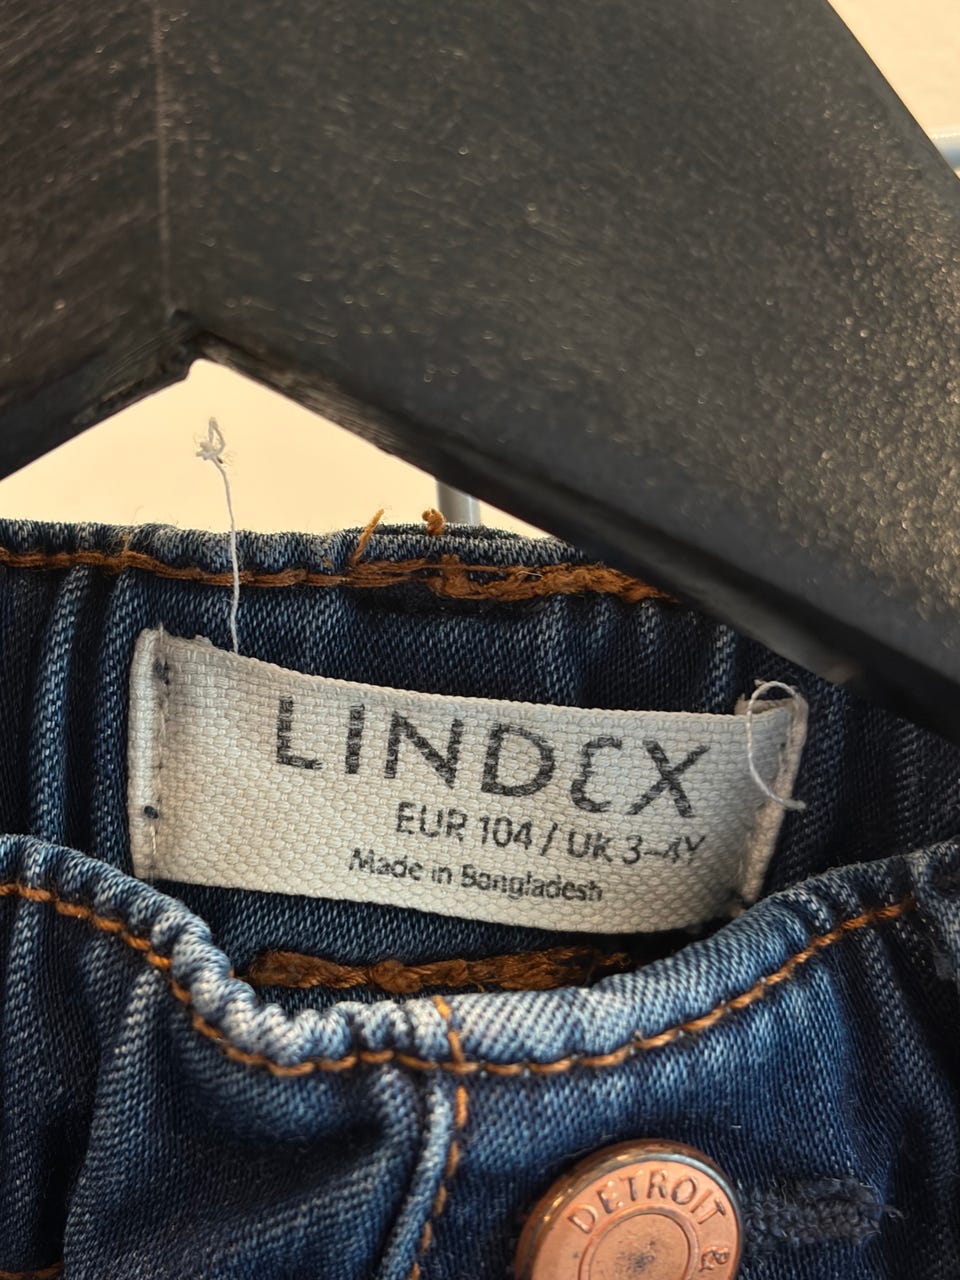 LINDEX
EUR 104 / UK 3-4Y
Made in Bangladesh
DETROIT &